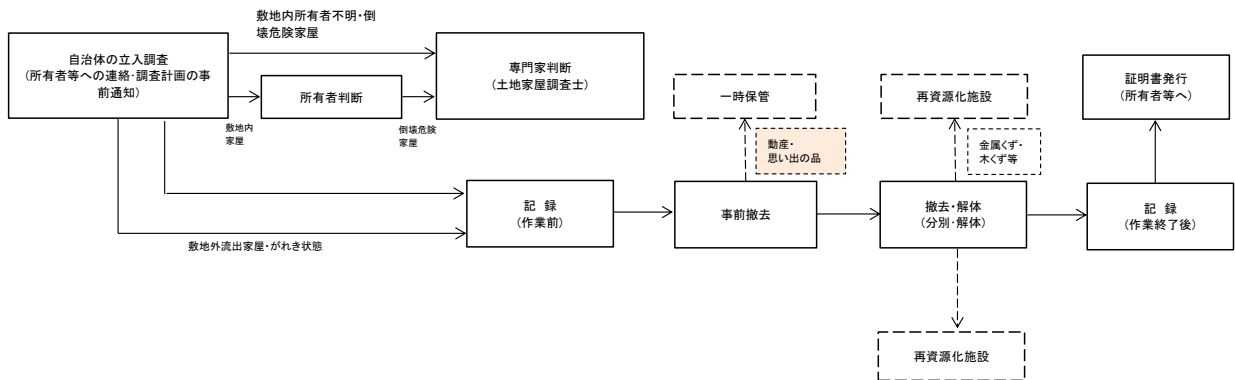 敷地内所有者不明・倒
壊危険家屋
自治体の立入調査
(所有者等への連絡・調査計画の事
前通知)
所有者判断
専門家判断
(土地家屋調査士)
敷地内
家屋
倒壊危険
家屋
一時保管
再資源化施設
証明書発行
(所有者等へ)
動産・
思い出の品
金属くず・
木くず等
記 録
(作業前)
事前撤去
撤去・解体
(分別・解体)
記 録
(作業終了後)
敷地外流出家屋・がれき状態
再資源化施設